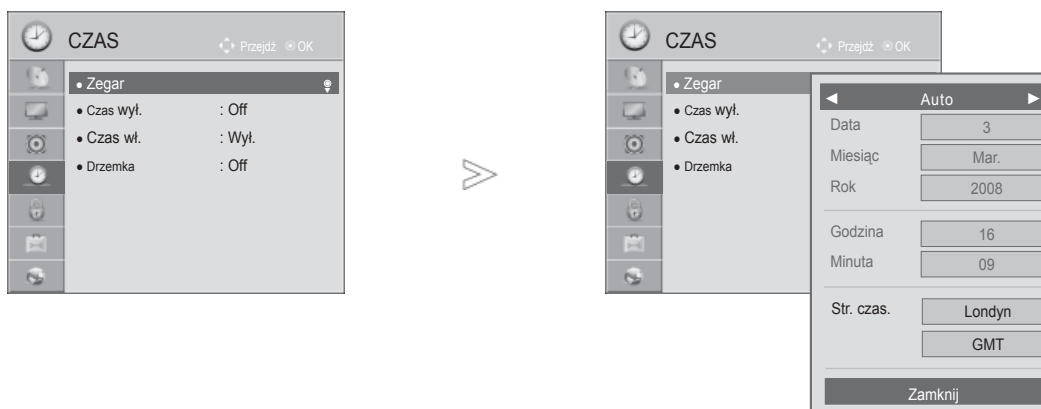 CZAS
Przejdź OK
• Zegar
• Czas wył. : Off
• Czas wł. : Wył.
• Drzemka : Off
CZAS
Przejdź OK
• Zegar
• Czas wył.
• Czas wł.
• Drzemka
◄ Auto ►
Data 3
Miesiąc Mar.
Rok 2008
Godzina 16
Minuta 09
Str. czas. Londyn
GMT
Zamknij